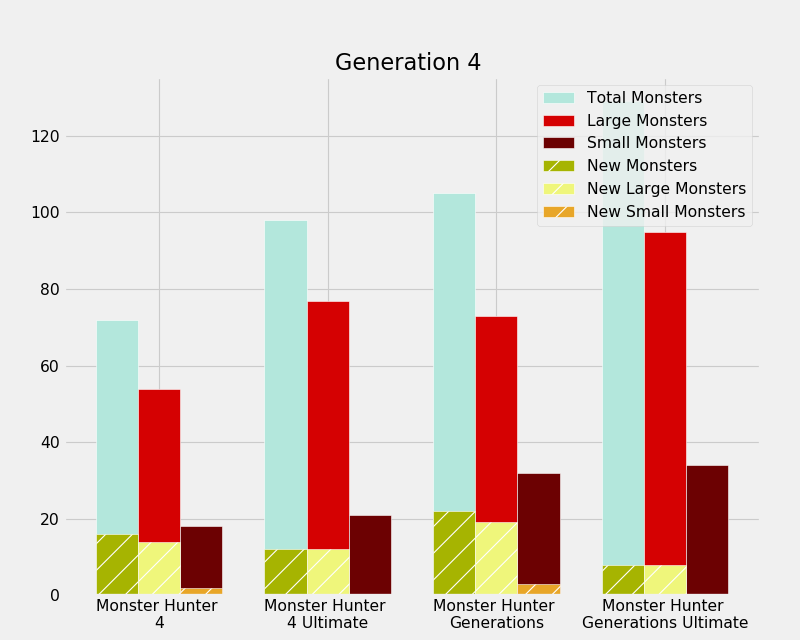 Generation 4
Total Monsters
Large Monsters
Small Monsters
New Monsters
New Large Monsters
New Small Monsters
120
100
80
60
40
20
0
Monster Hunter
4
Monster Hunter
4 Ultimate
Monster Hunter
Generations
Monster Hunter
Generations Ultimate